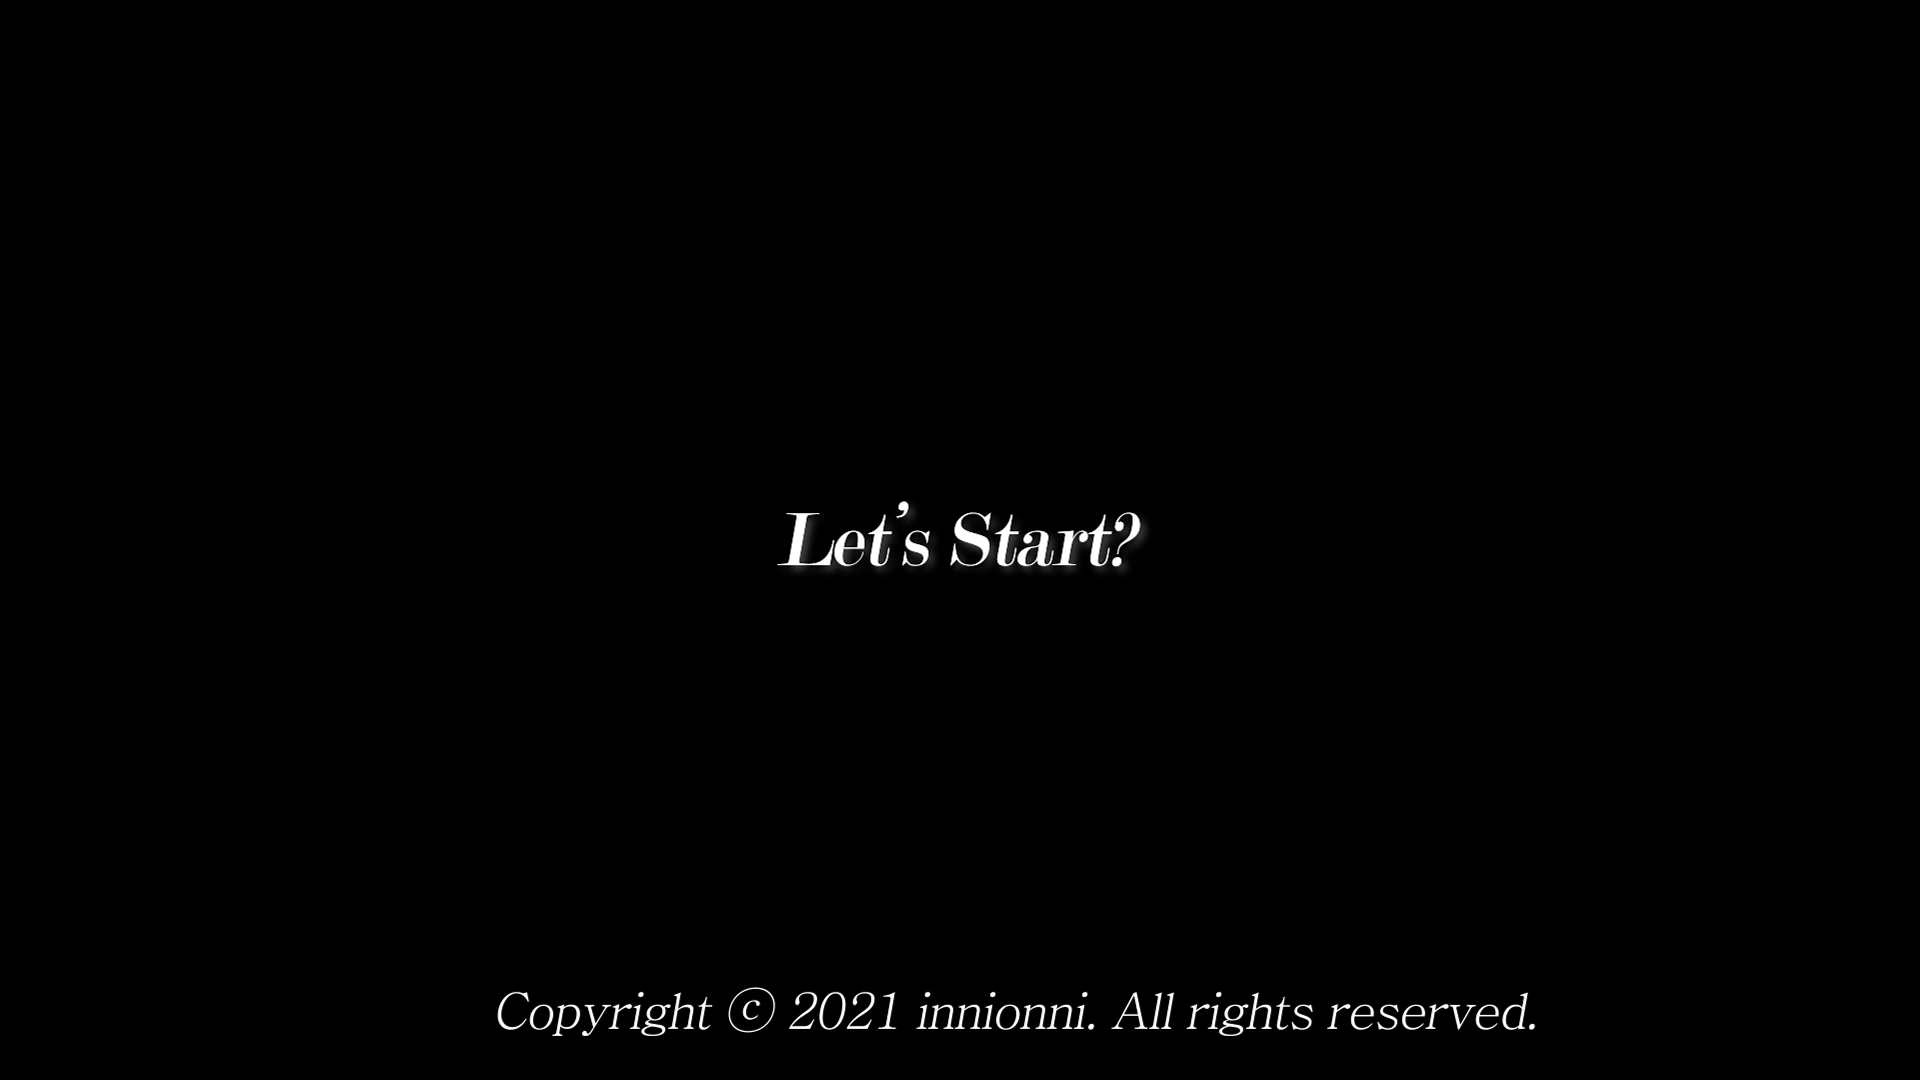 Let’s Start?
Copyright ⓒ 2021 innionni. All rights reserved.